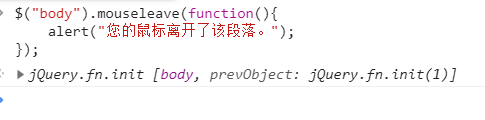 $("body").mouseleave(function(){
    alert("您的鼠标离开了该段落。");
});
jQuery.fn.init [body, prevObject: jQuery.fn.init(1)]